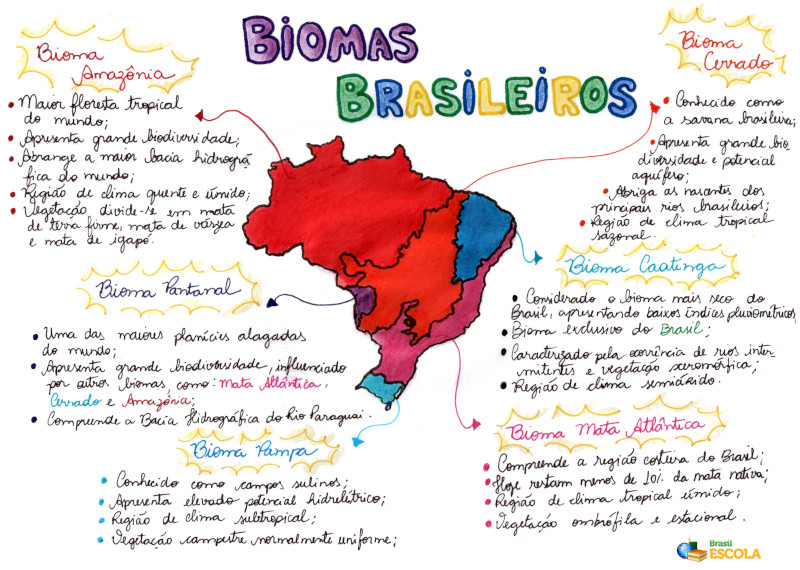 BIOMAS
BRASILEIROS
Bioma
Amazônia
Maior floresta tropical
do mundo;
Apresenta grande biodiversidade;
Abrange a maior bacia hidrográ
fica do mundo;
Região de clima quente e úmido;
Vegetação divide-se em mata
de terra firme, mata de várzea
e mata de igapó.
Bioma
Cerrado
Conhecido como
a savana brasileira;
Apresenta grande bio
diversidade e potencial
aquífero;
Abriga as nascentes dos
principais rios brasileiros;
Região de clima tropical
sazonal.
Bioma Pantanal
Uma das maiores planícies alagadas
do mundo;
Apresenta grande biodiversidade, influenciado
por outros biomas, como: Mata Atlântica,
Cerrado e Amazônia;
Compreende a Bacia Hidrográfica do Rio Paraguai.
Bioma Caatinga
Considerado o bioma mais seco do
Brasil, apresentando baixos índices pluviométricos
Bioma exclusivo do Brasil;
Caracterizado pela ocorrência de rios inter
mitentes e vegetação xeromórfica;
Região de clima semiárido.
Bioma Pampa
Conhecido como campos sulinos;
Apresenta elevado potencial hidrelétrico;
Região de clima subtropical;
Vegetação campestre normalmente uniforme;
Bioma Mata Atlântica
Compreende a região costeira do Brasil;
Hoje restam menos de 10% da mata nativa;
Região de clima tropical úmido;
Vegetação ombrófila e estacional.
Brasil
ESCOLA